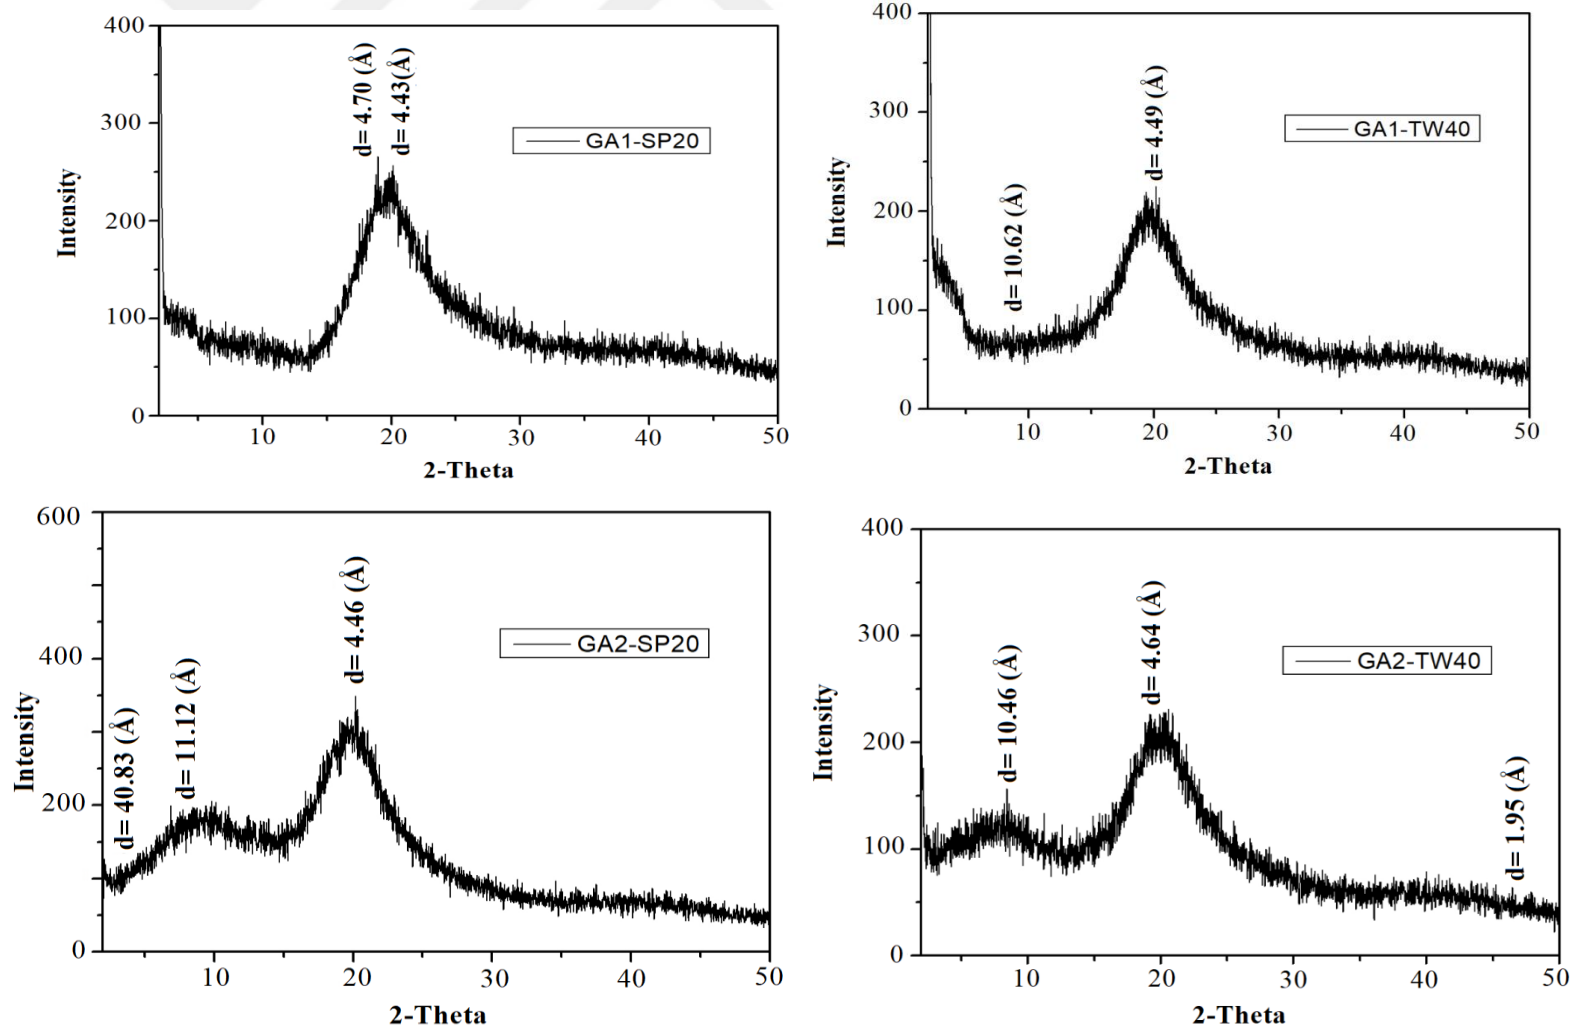 400
300
200
100
0
10
20
30
40
50
Intensity
2-Theta
d= 4.70 (Å)
d= 4.43(Å)
GA1-SP20
400
300
200
100
0
10
20
30
40
50
Intensity
2-Theta
d= 10.62 (Å)
d= 4.49 (Å)
GA1-TW40
600
400
200
0
10
20
30
40
50
Intensity
2-Theta
d= 40.83 (Å)
d= 11.12 (Å)
d= 4.46 (Å)
GA2-SP20
400
300
200
100
0
10
20
30
40
50
Intensity
2-Theta
d= 10.46 (Å)
d= 4.64 (Å)
d= 1.95 (Å)
GA2-TW40